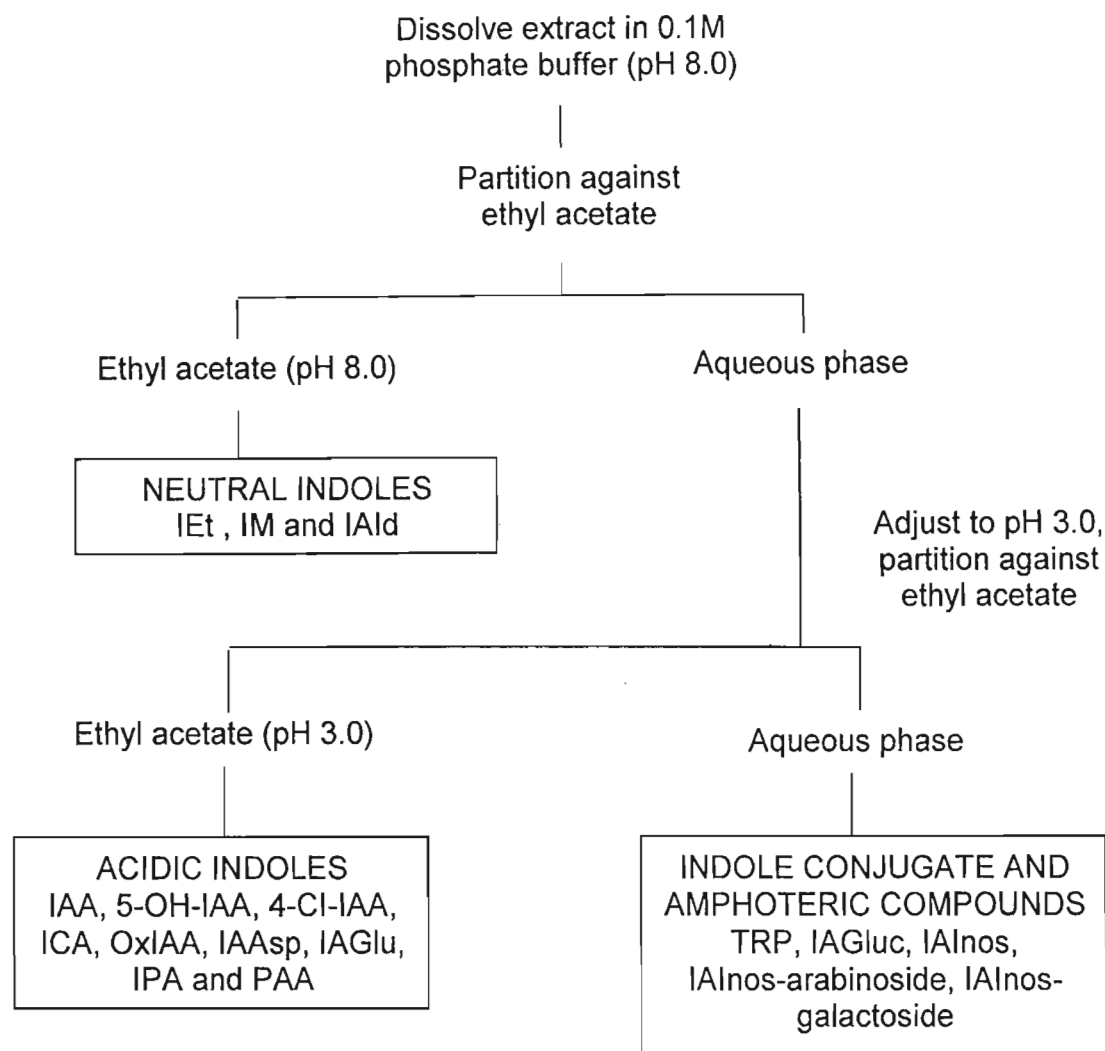 Dissolve extract in 0.1M
phosphate buffer (pH 8.0)
Partition against
ethyl acetate
Ethyl acetate (pH 8.0)
Aqueous phase
NEUTRAL INDOLES
IEt , IM and IAld
Adjust to pH 3.0,
partition against
ethyl acetate
Ethyl acetate (pH 3.0)
Aqueous phase
ACIDIC INDOLES
IAA, 5-OH-IAA, 4-Cl-IAA,
ICA, OxIAA, IAAsp, IAGlu,
IPA and PAA
INDOLE CONJUGATE AND
AMPHOTERIC COMPOUNDS
TRP, IAGluc, IAInos,
IAInos-arabinoside, IAInos-
galactoside